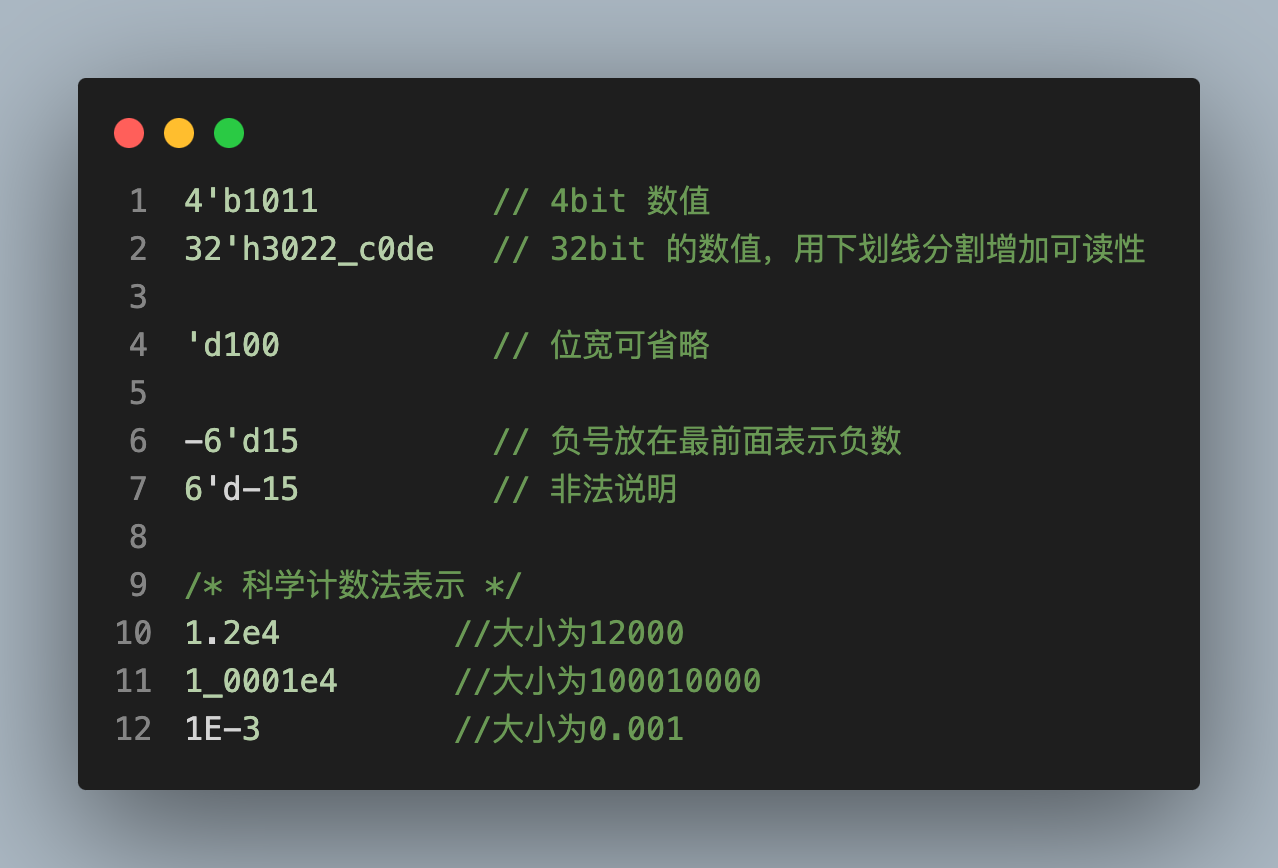 1 4'b1011 // 4bit 数值
2 32'h3022_c0de // 32bit 的数值，用下划线分割增加可读性
3
4 'd100 // 位宽可省略
5
6 -6'd15 // 负号放在最前面表示负数
7 6'd-15 // 非法说明
8
9 /* 科学计数法表示 */
10 1.2e4 //大小为12000
11 1_0001e4 //大小为100010000
12 1E-3 //大小为0.001